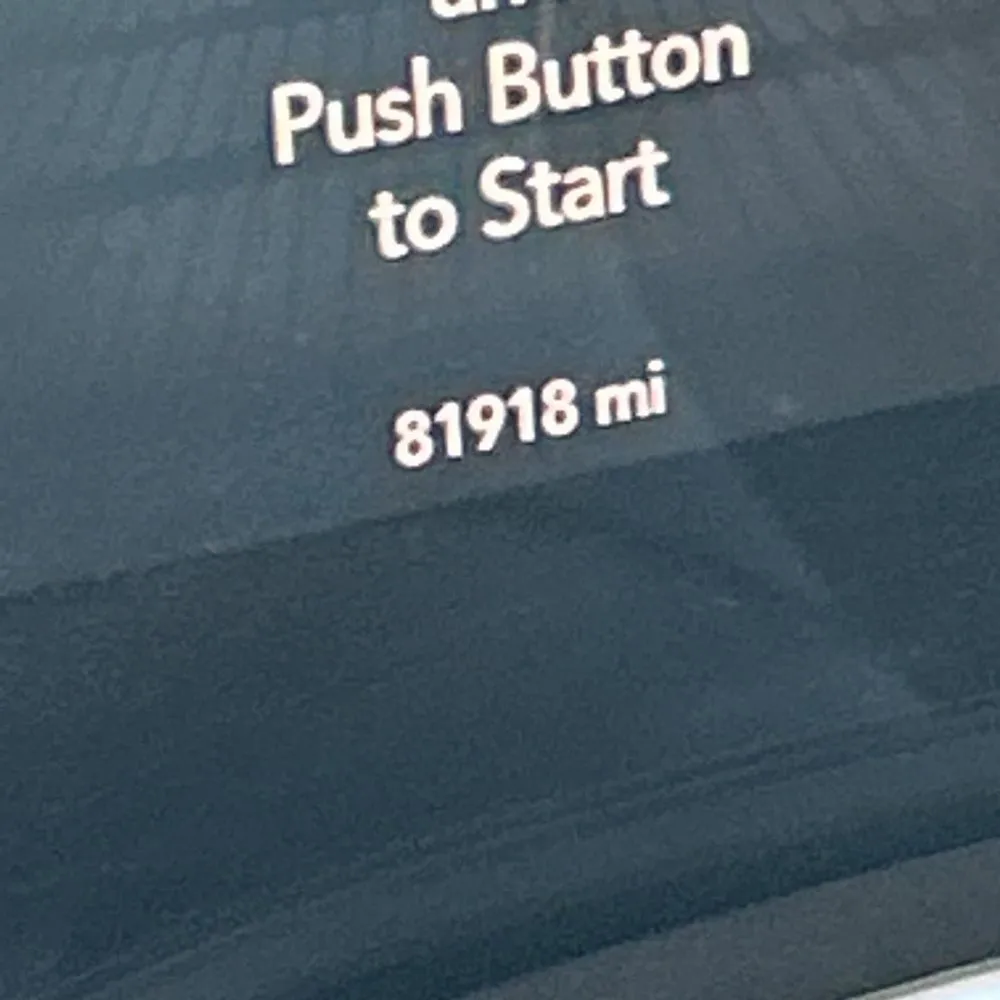 Push Button
to Start
81918 mi